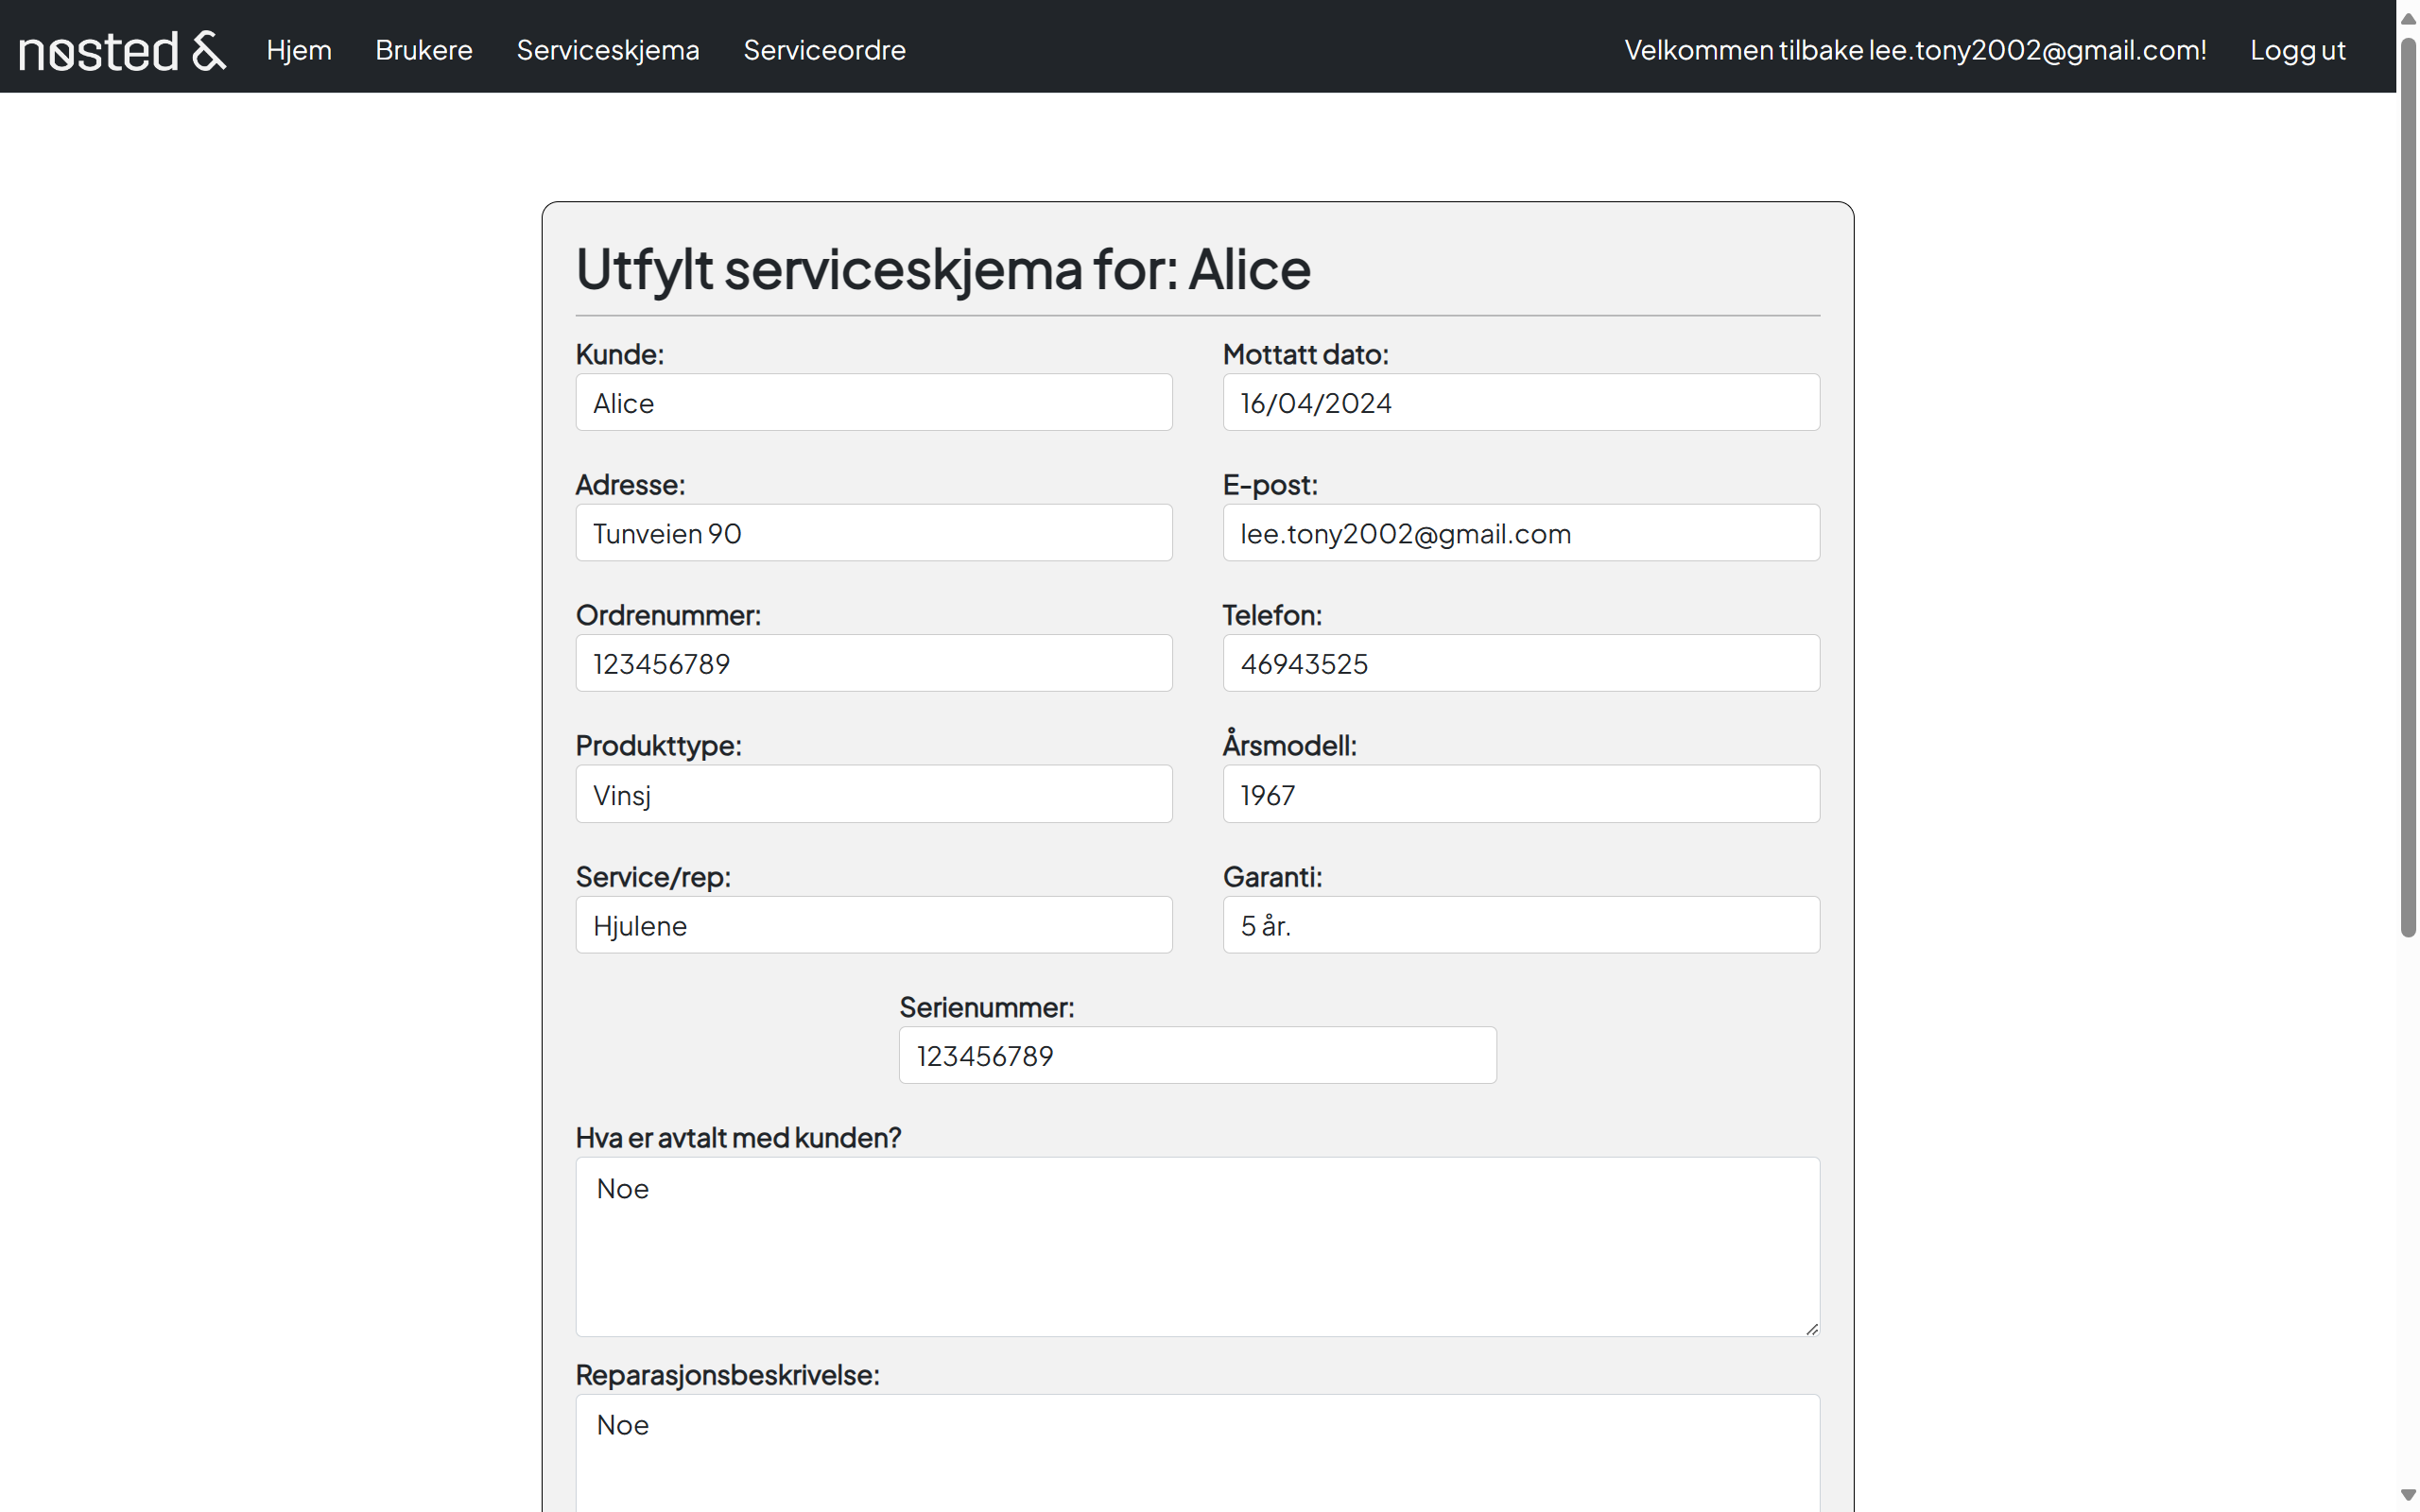 nøsted & Hjem Brukere Serviceskjema Serviceordre Velkommen tilbake lee.tony2002@gmail.com! Logg ut
Utfylt serviceskjema for: Alice
Kunde: Mottatt dato:
Alice 16/04/2024
Adresse: E-post:
Tunveien 90 lee.tony2002@gmail.com
Ordrenummer: Telefon:
123456789 46943525
Produkttype: Årsmodell:
Vinsj 1967
Service/rep: Garanti:
Hjulene 5 år.
Serienummer:
123456789
Hva er avtalt med kunden?
Noe
Reparasjonsbeskrivelse:
Noe